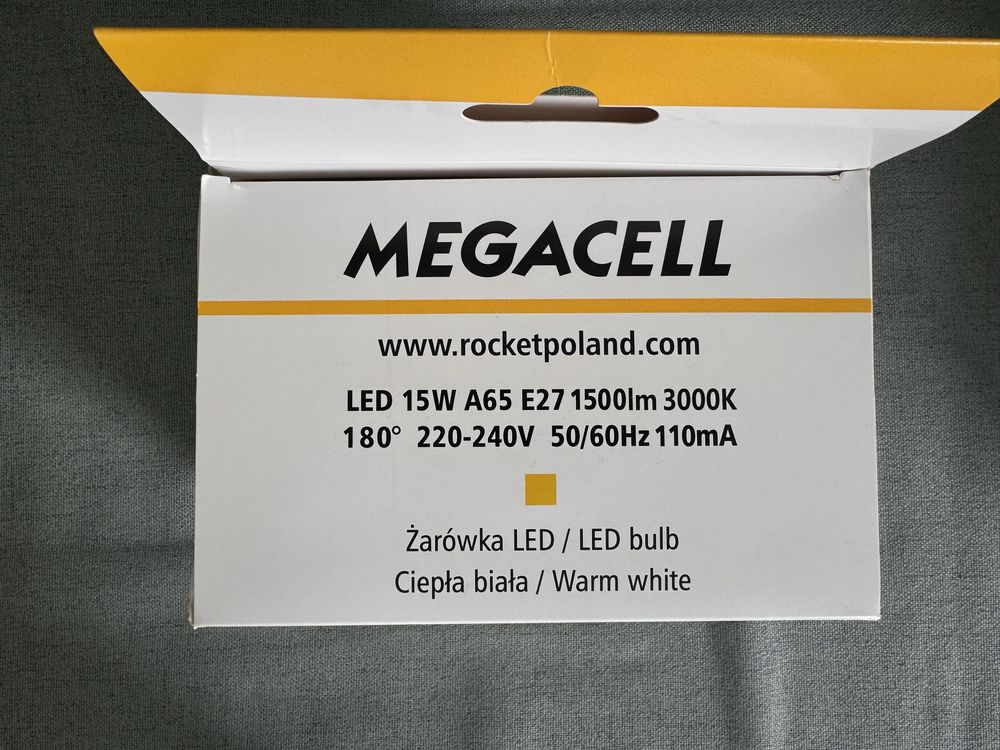 MEGACELL
www.rocketpoland.com
LED 15W A65 E27 1500lm 3000K
180° 220-240V 50/60Hz 110mA
Żarówka LED / LED bulb
Ciepła biała / Warm white